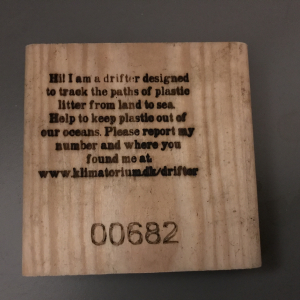 Hi! I am a drifter designed
to track the paths of plastic
litter from land to sea.
Help to keep plastic out of
our oceans. Please report my
number and where you
found me at
www.klimatorium.dk/drifter
00682